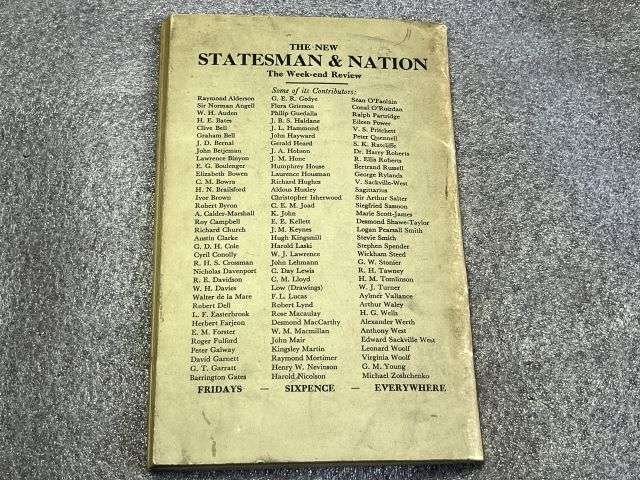 THE NEW
STATESMAN & NATION
The Week-end Review
Some of its Contributors:
Raymond Alderson
Sir Norman Angell
W. H. Auden
H. E. Bates
Clive Bell
Graham Bell
J. D. Bernal
John Betjeman
Lawrence Binyon
E. G. Boulenger
Elizabeth Bowen
C. M. Bowra
H. N. Brailsford
Ivor Brown
Robert Byron
A. Calder-Marshall
Roy Campbell
Richard Church
Austin Clarke
G. D. H. Cole
Cyril Conolly
R. H. S. Crossman
Nicholas Davenport
R. E. Davidson
W. H. Davies
Walter de la Mare
Robert Dell
L. F. Easterbrook
Herbert Farjeon
E. M. Forster
Roger Fulford
Peter Galway
David Garnett
G. T. Garratt
Barrington Gates
G. E. R. Gedye
Flora Grierson
Philip Guedalla
J. B. S. Haldane
J. L. Hammond
John Hayward
Gerald Heard
J. A. Hobson
J. M. Hone
Humphrey House
Laurence Housman
Richard Hughes
Aldous Huxley
Christopher Isherwood
C. E. M. Joad
K. John
E. E. Kellett
J. M. Keynes
Hugh Kingsmill
Harold Laski
W. J. Lawrence
John Lehmann
C. Day Lewis
C. M. Lloyd
Low (Drawings)
F. L. Lucas
Robert Lynd
Rose Macaulay
Desmond MacCarthy
W. M. Macmillan
John Mair
Kingsley Martin
Raymond Mortimer
Henry W. Nevinson
Harold Nicolson
Sean O'Faolain
Conal O'Riordan
Ralph Partridge
Eileen Power
V. S. Pritchett
Peter Quennell
S. K. Ratcliffe
Dr. Harry Roberts
R. Ellis Roberts
Bertrand Russell
George Rylands
V. Sackville-West
Sagittarius
Sir Arthur Salter
Siegfried Sassoon
Marie Scott-James
Desmond Shawe-Taylor
Logan Pearsall Smith
Stevie Smith
Stephen Spender
Wickham Steed
G. W. Stonier
R. H. Tawney
H. M. Tomlinson
W. J. Turner
Aylmer Vallance
Arthur Waley
H. G. Wells
Alexander Werth
Anthony West
Edward Sackville West
Leonard Woolf
Virginia Woolf
G. M. Young
Michael Zoshchenko
FRIDAYS — SIXPENCE — EVERYWHERE